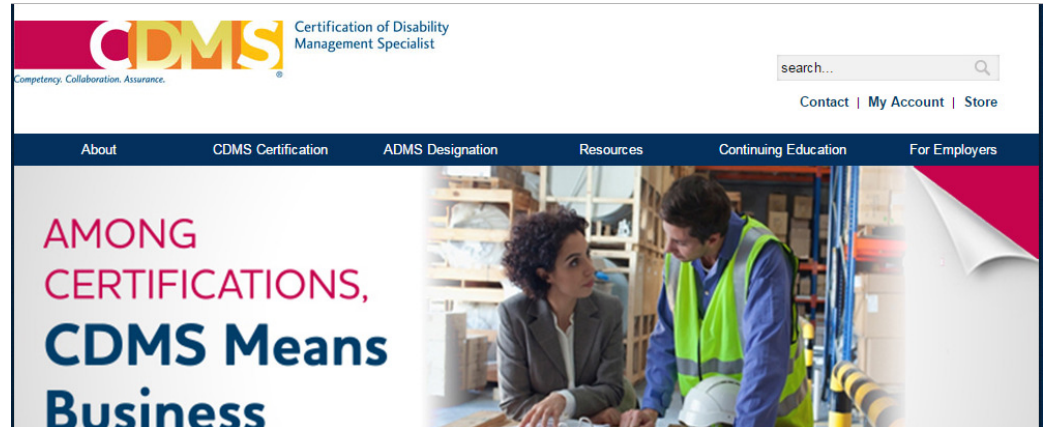 CDMS
Certification of Disability
Management Specialist
Competency. Collaboration. Assurance.
®
search...
Contact | My Account | Store
About CDMS Certification ADMS Designation Resources Continuing Education For Employers
AMONG
CERTIFICATIONS,
CDMS Means
Business